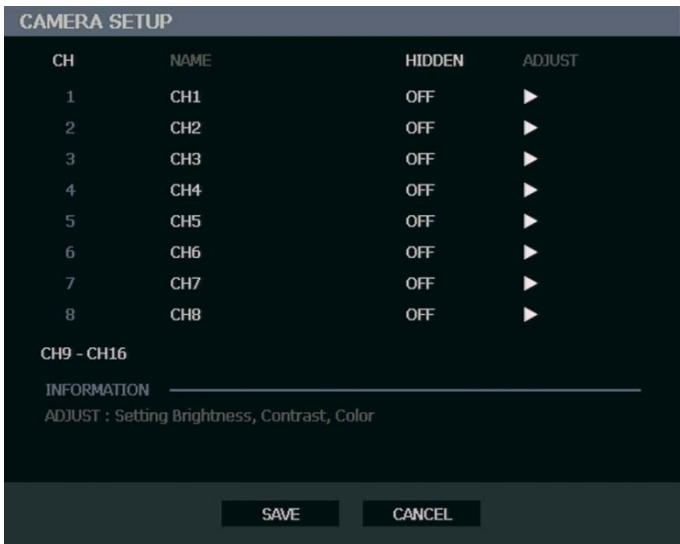 CAMERA SETUP
CH NAME HIDDEN ADJUST
1 CH1 OFF ▶
2 CH2 OFF ▶
3 CH3 OFF ▶
4 CH4 OFF ▶
5 CH5 OFF ▶
6 CH6 OFF ▶
7 CH7 OFF ▶
8 CH8 OFF ▶
CH9 - CH16
INFORMATION
ADJUST : Setting Brightness, Contrast, Color
SAVE CANCEL